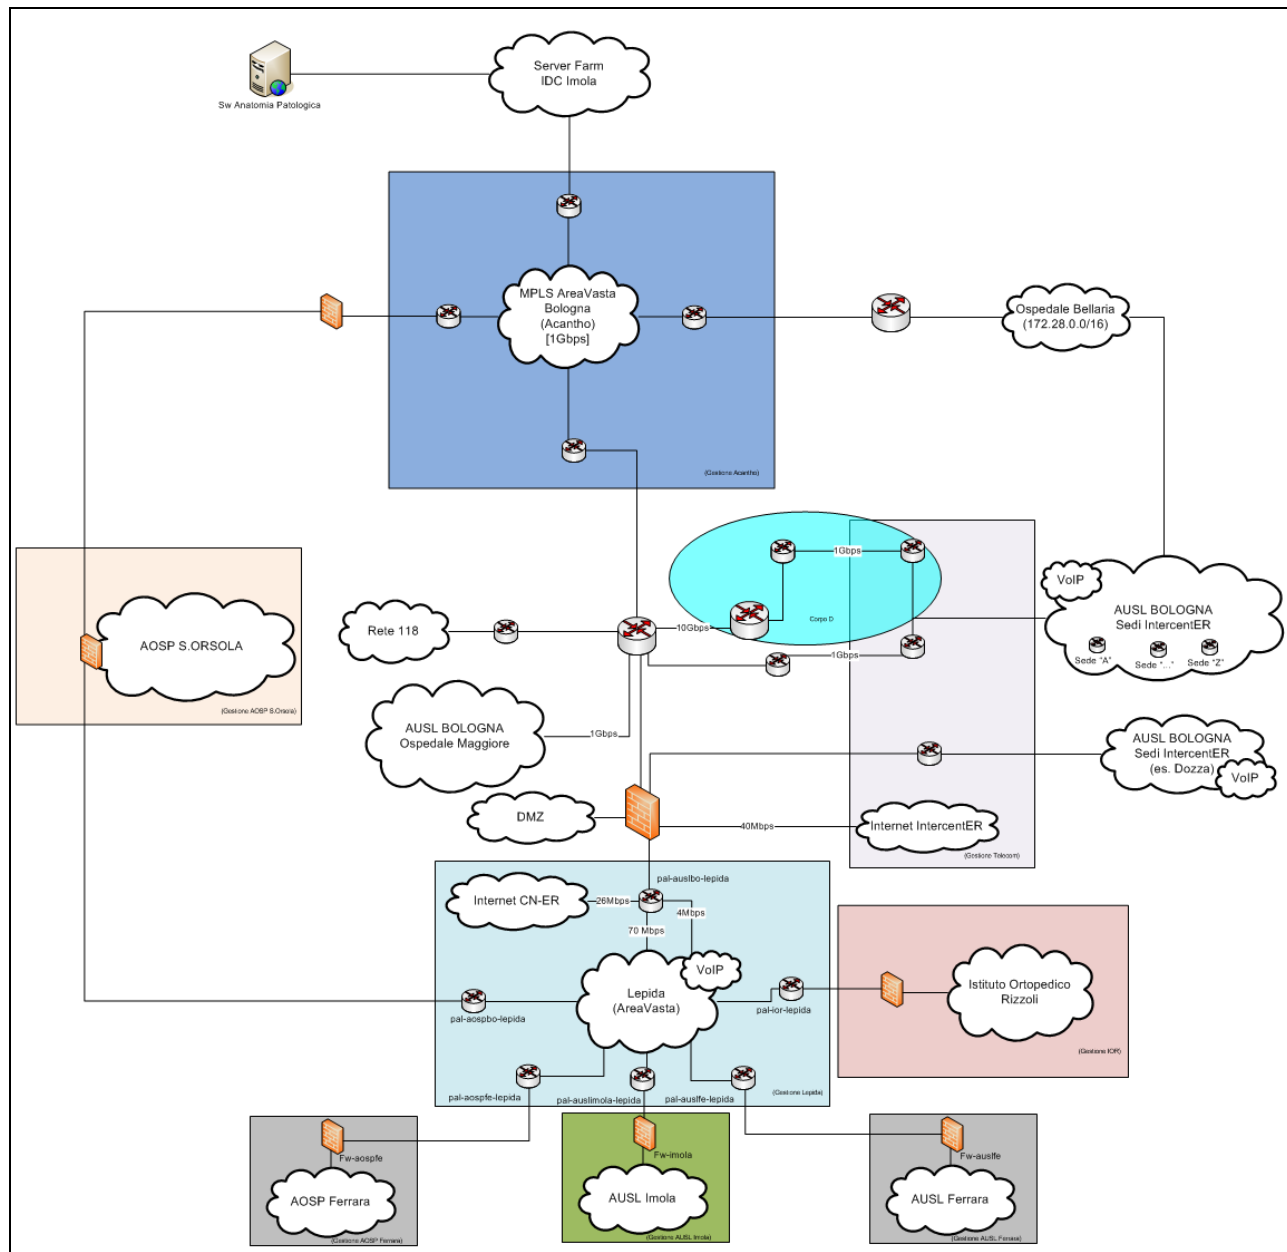 Server Farm
IDC Imola
Sw Anatomia Patologica
MPLS AreaVasta
Bologna
(Acantho)
[1Gbps]
Ospedale Bellaria
(172.28.0.0/16)
(Gestione Acantho)
1Gbps
VoIP
AUSL BOLOGNA
Sedi IntercentER
Sede "A"
Sede "..."
Sede "Z"
Rete 118
10Gbps
Corpo D
1Gbps
AOSP S.ORSOLA
(Gestione AOSP S.Orsola)
AUSL BOLOGNA
Ospedale Maggiore
1Gbps
AUSL BOLOGNA
Sedi IntercentER
(es. Dozza)
VoIP
DMZ
40Mbps
Internet IntercentER
(Gestione Telecom)
pal-auslbo-lepida
Internet CN-ER
26Mbps
4Mbps
70 Mbps
VoIP
Lepida
(AreaVasta)
pal-aospbo-lepida
pal-ior-lepida
Istituto Ortopedico
Rizzoli
(Gestione IOR)
pal-aospfe-lepida
pal-auslimola-lepida
pal-auslfe-lepida
(Gestione Lepida)
Fw-aospfe
Fw-imola
Fw-auslfe
AOSP Ferrara
AUSL Imola
AUSL Ferrara
(Gestione AOSP Ferrara)
(Gestione AUSL Imola)
(Gestione AUSL Ferrara)